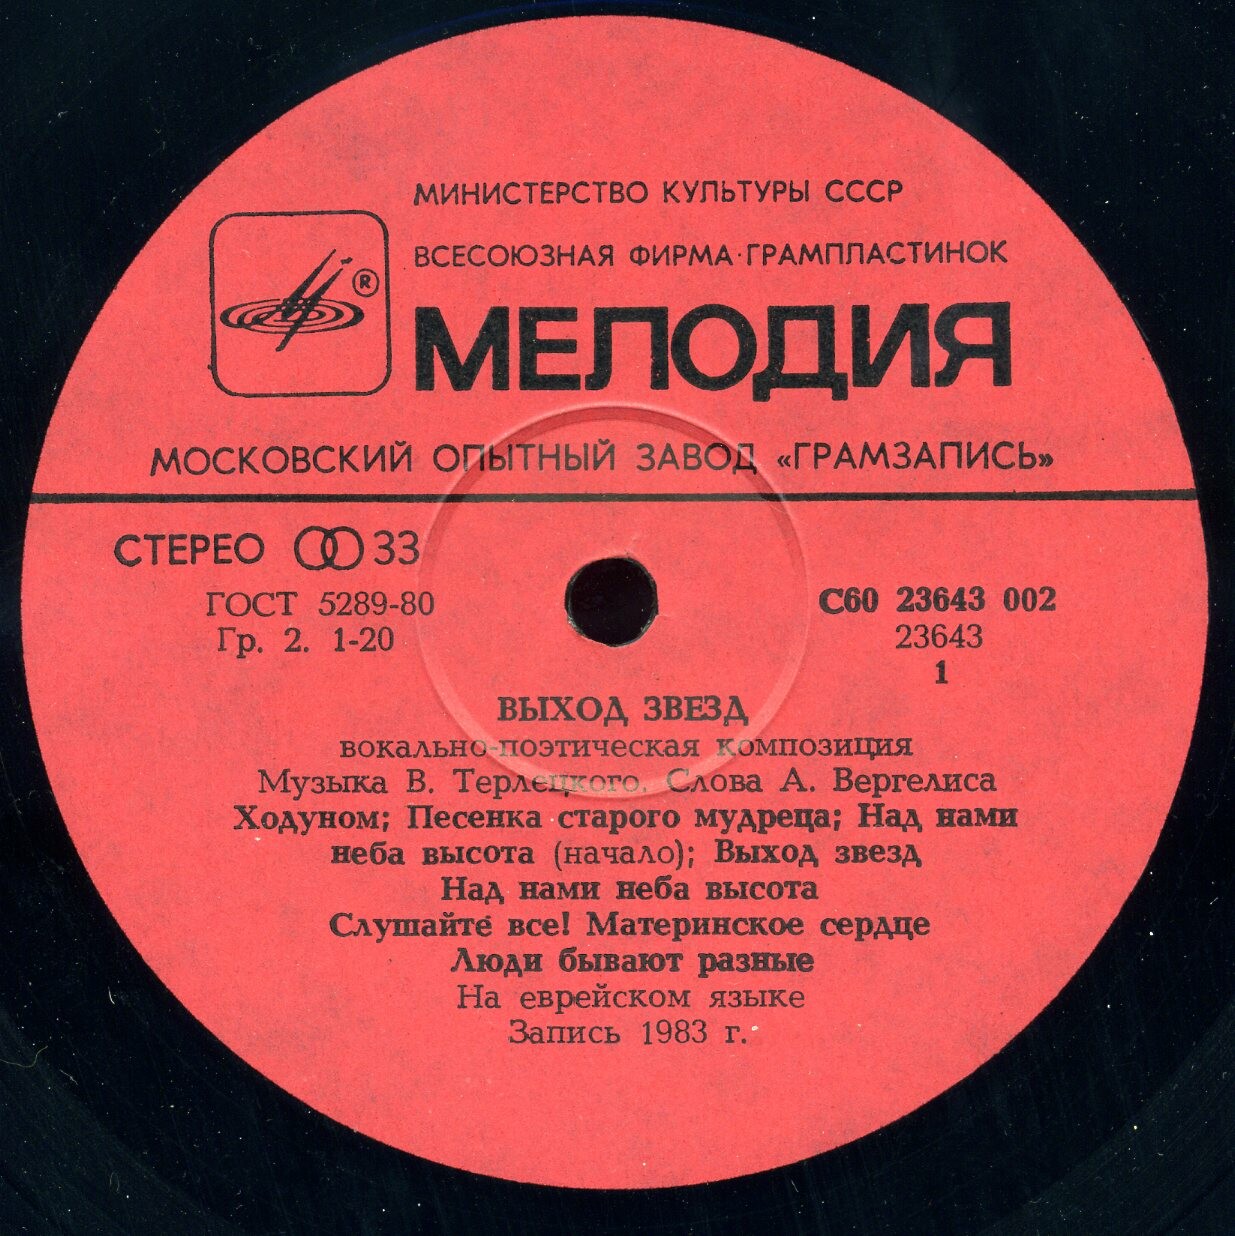 МИНИСТЕРСТВО КУЛЬТУРЫ СССР
ВСЕСОЮЗНАЯ ФИРМА·ГРАМПЛАСТИНОК
®
МЕЛОДИЯ
МОСКОВСКИЙ ОПЫТНЫЙ ЗАВОД «ГРАМЗАПИСЬ»
СТЕРЕО 33
ГОСТ 5289-80
Гр. 2. 1-20
С60 23643 002
23643
1
ВЫХОД ЗВЕЗД
вокально-поэтическая композиция
Музыка В. Терлецкого. Слова А. Вергелиса
Ходуном; Песенка старого мудреца; Над нами
неба высота (начало); Выход звезд
Над нами неба высота
Слушайте все! Материнское сердце
Люди бывают разные
На еврейском языке
Запись 1983 г.